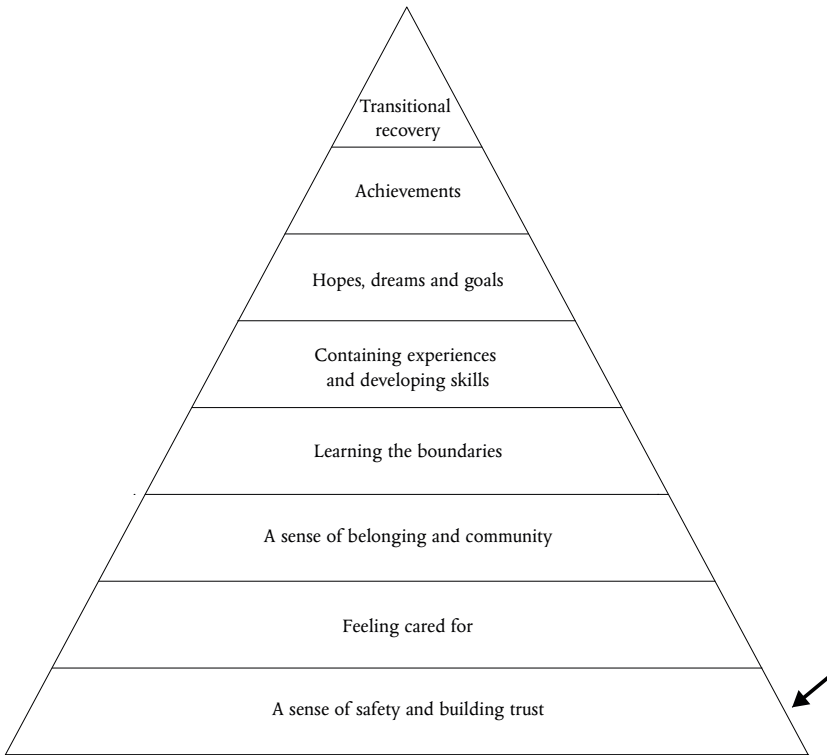 Transitional
recovery
Achievements
Hopes, dreams and goals
Containing experiences
and developing skills
Learning the boundaries
A sense of belonging and community
Feeling cared for
A sense of safety and building trust